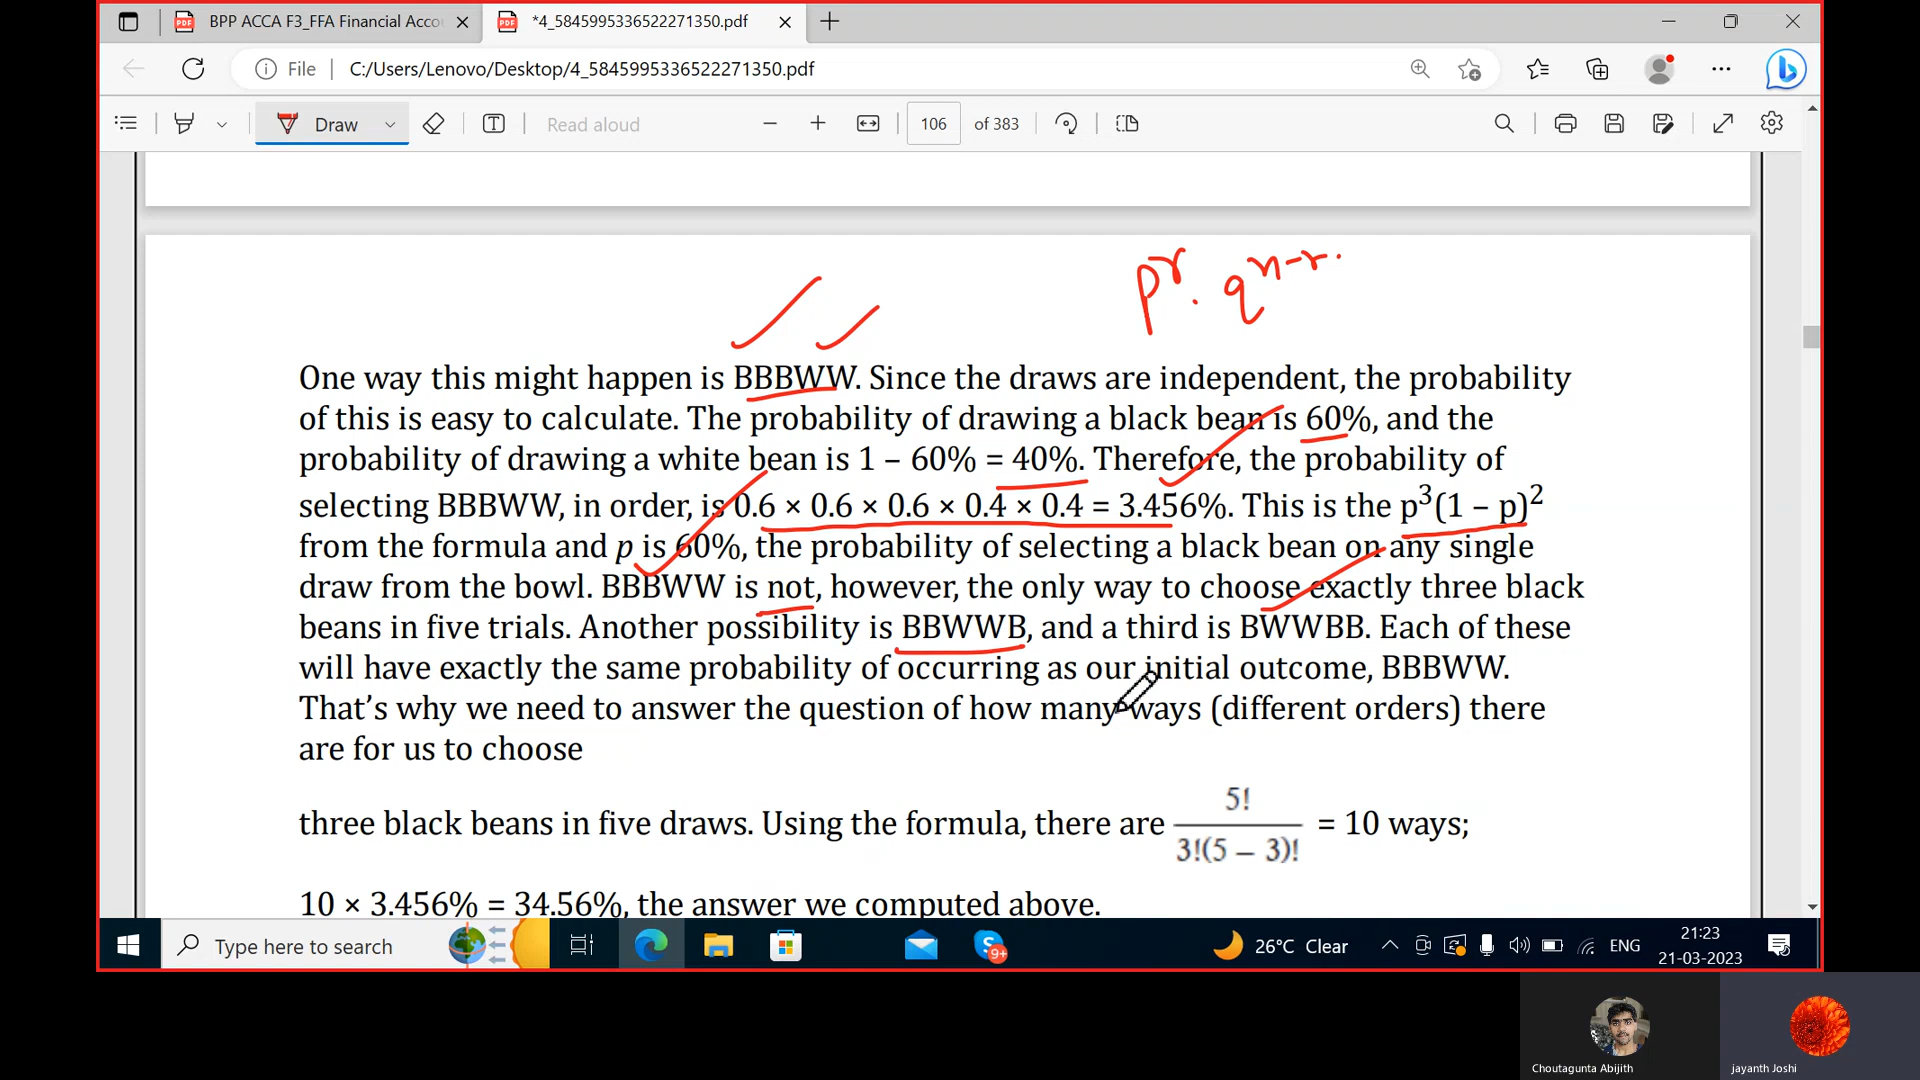 BPP ACCA F3_FFA Financial Acco
*4_5845995336522271350.pdf
File
C:/Users/Lenovo/Desktop/4_5845995336522271350.pdf
Draw
Read aloud
106 of 383
p^r . q^n-r.
One way this might happen is BBBWW. Since the draws are independent, the probability
of this is easy to calculate. The probability of drawing a black bean is 60%, and the
probability of drawing a white bean is 1 – 60% = 40%. Therefore, the probability of
selecting BBBWW, in order, is 0.6 × 0.6 × 0.6 × 0.4 × 0.4 = 3.456%. This is the p³(1 – p)²
from the formula and p is 60%, the probability of selecting a black bean on any single
draw from the bowl. BBBWW is not, however, the only way to choose exactly three black
beans in five trials. Another possibility is BBWWB, and a third is BWWBB. Each of these
will have exactly the same probability of occurring as our initial outcome, BBBWW.
That’s why we need to answer the question of how many ways (different orders) there
are for us to choose
three black beans in five draws. Using the formula, there are 5! / 3!(5 – 3)! = 10 ways;
10 × 3.456% = 34.56%, the answer we computed above.
Type here to search
9+
26°C Clear
ENG
21:23
21-03-2023
Choutagunta Abijith
jayanth Joshi